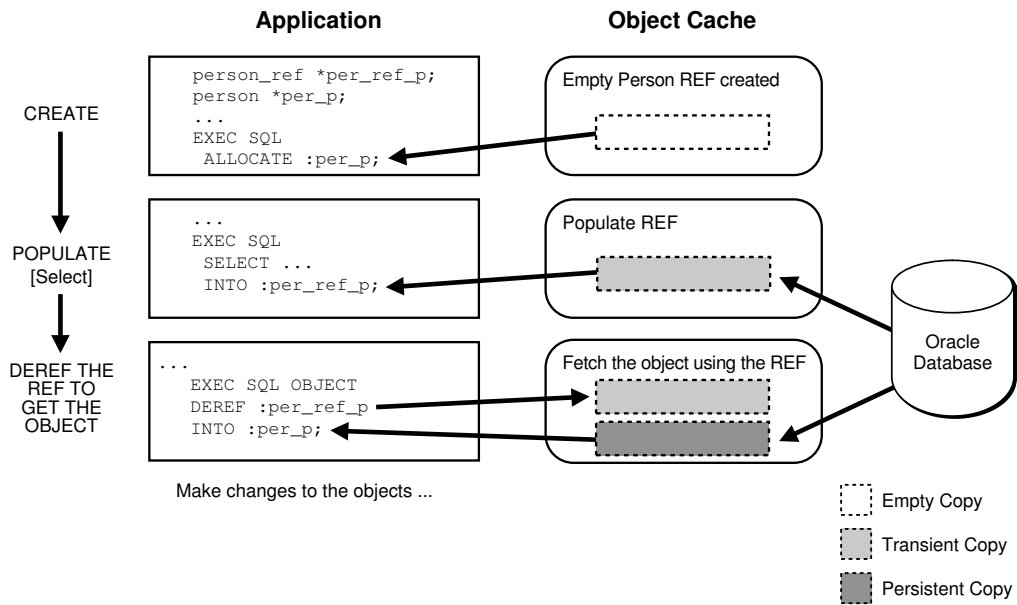 Application
Object Cache
CREATE
person_ref *per_ref_p;
person *per_p;
...
EXEC SQL
ALLOCATE :per_p;
Empty Person REF created
POPULATE
[Select]
...
EXEC SQL
SELECT ...
INTO :per_ref_p;
Populate REF
Oracle
Database
DEREF THE
REF TO
GET THE
OBJECT
...
EXEC SQL OBJECT
DEREF :per_ref_p
INTO :per_p;
Fetch the object using the REF
Make changes to the objects ...
Empty Copy
Transient Copy
Persistent Copy